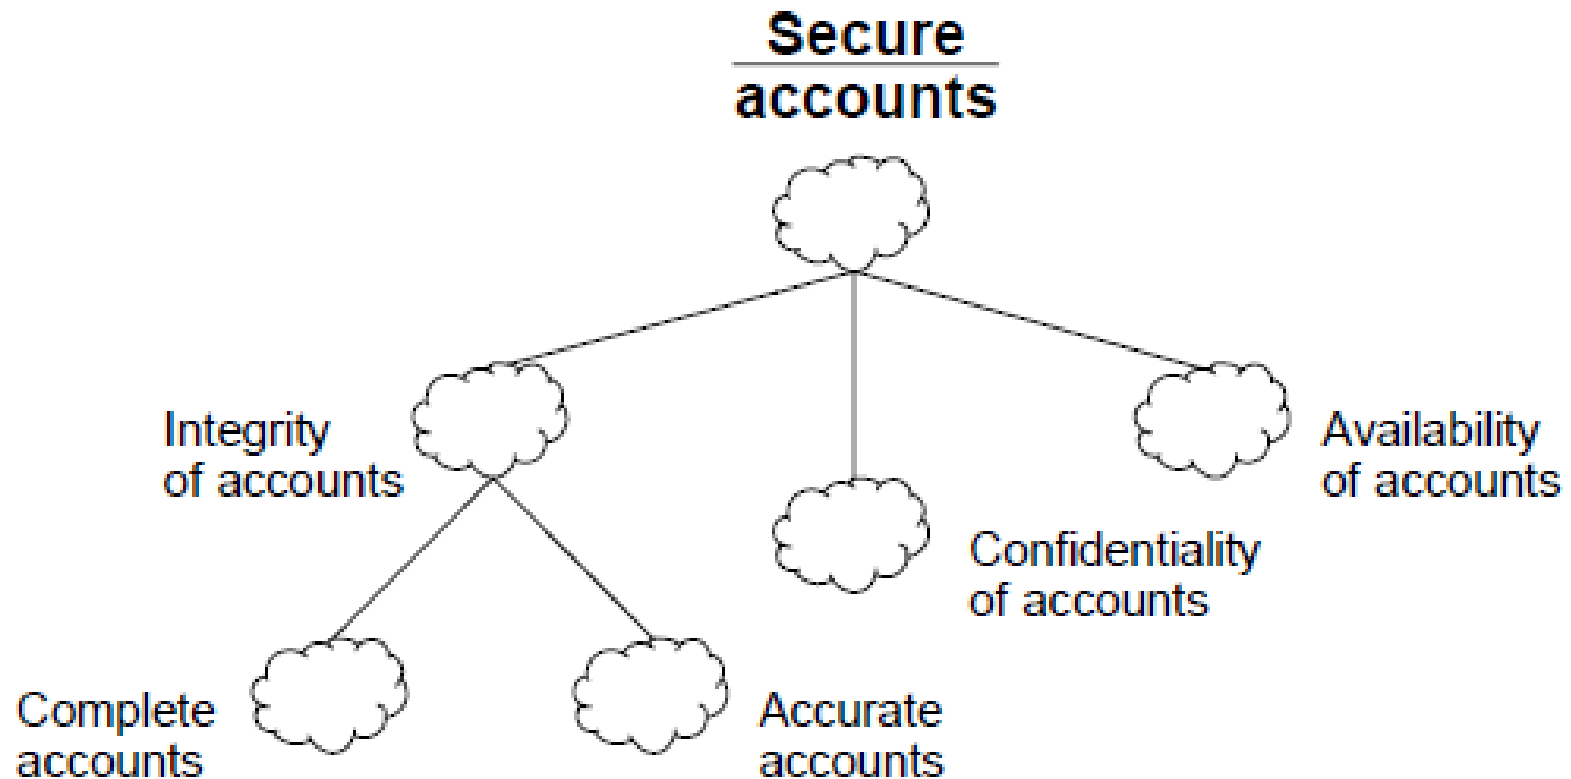 Secure
accounts
Integrity
of accounts
Availability
of accounts
Confidentiality
of accounts
Complete
accounts
Accurate
accounts